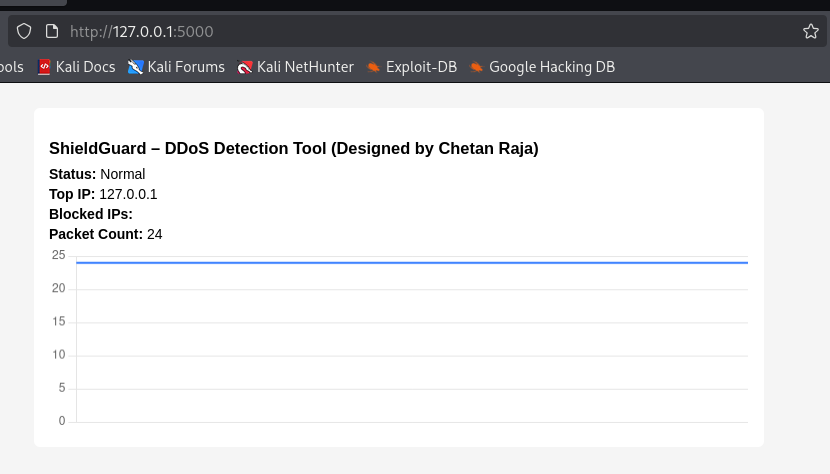 http://127.0.0.1:5000
ools Kali Docs Kali Forums Kali NetHunter Exploit-DB Google Hacking DB
ShieldGuard – DDoS Detection Tool (Designed by Chetan Raja)
Status: Normal
Top IP: 127.0.0.1
Blocked IPs:
Packet Count: 24
25
20
15
10
5
0